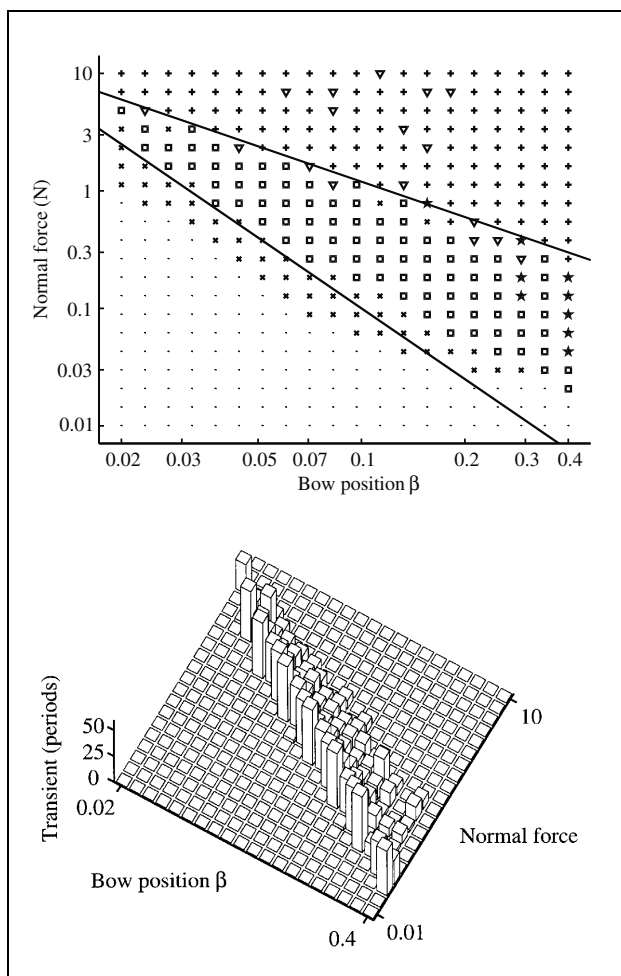 10
3
1
0.3
0.1
0.03
0.01
Normal force (N)
0.02 0.03 0.05 0.07 0.1 0.2 0.3 0.4
Bow position β
50
25
0
Transient (periods)
0.02
Bow position β
0.4
0.01
Normal force
10